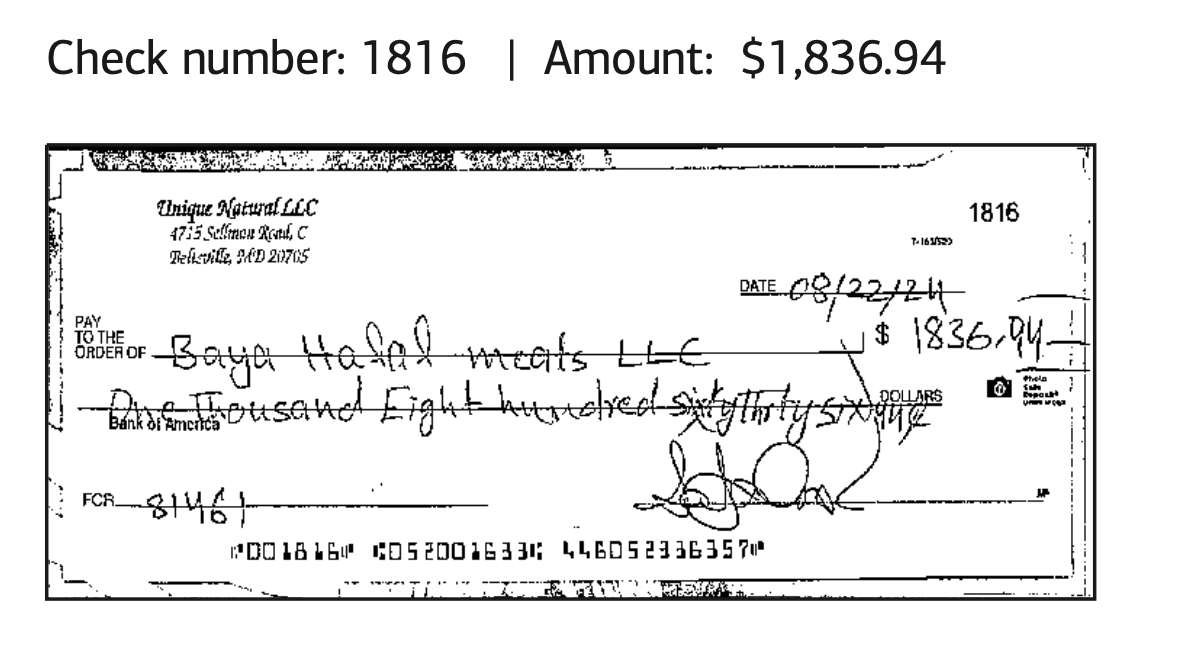 Check number: 1816 | Amount: $1,836.94
Unique Natural LLC
4715 Sellman Road, C
Beltsville, MD 20705
1816
7-163/520
DATE 08/22/24
PAY
TO THE
ORDER OF Baya Halal meats LLC $ 1836.94
One Thousand Eight hundred sixty Thirty six 94¢ DOLLARS
Photo
Safe
Deposit®
Bank of America
FOR 81461
MP
⑈001816⑈ ⑆052001633⑆ 446052336357⑈